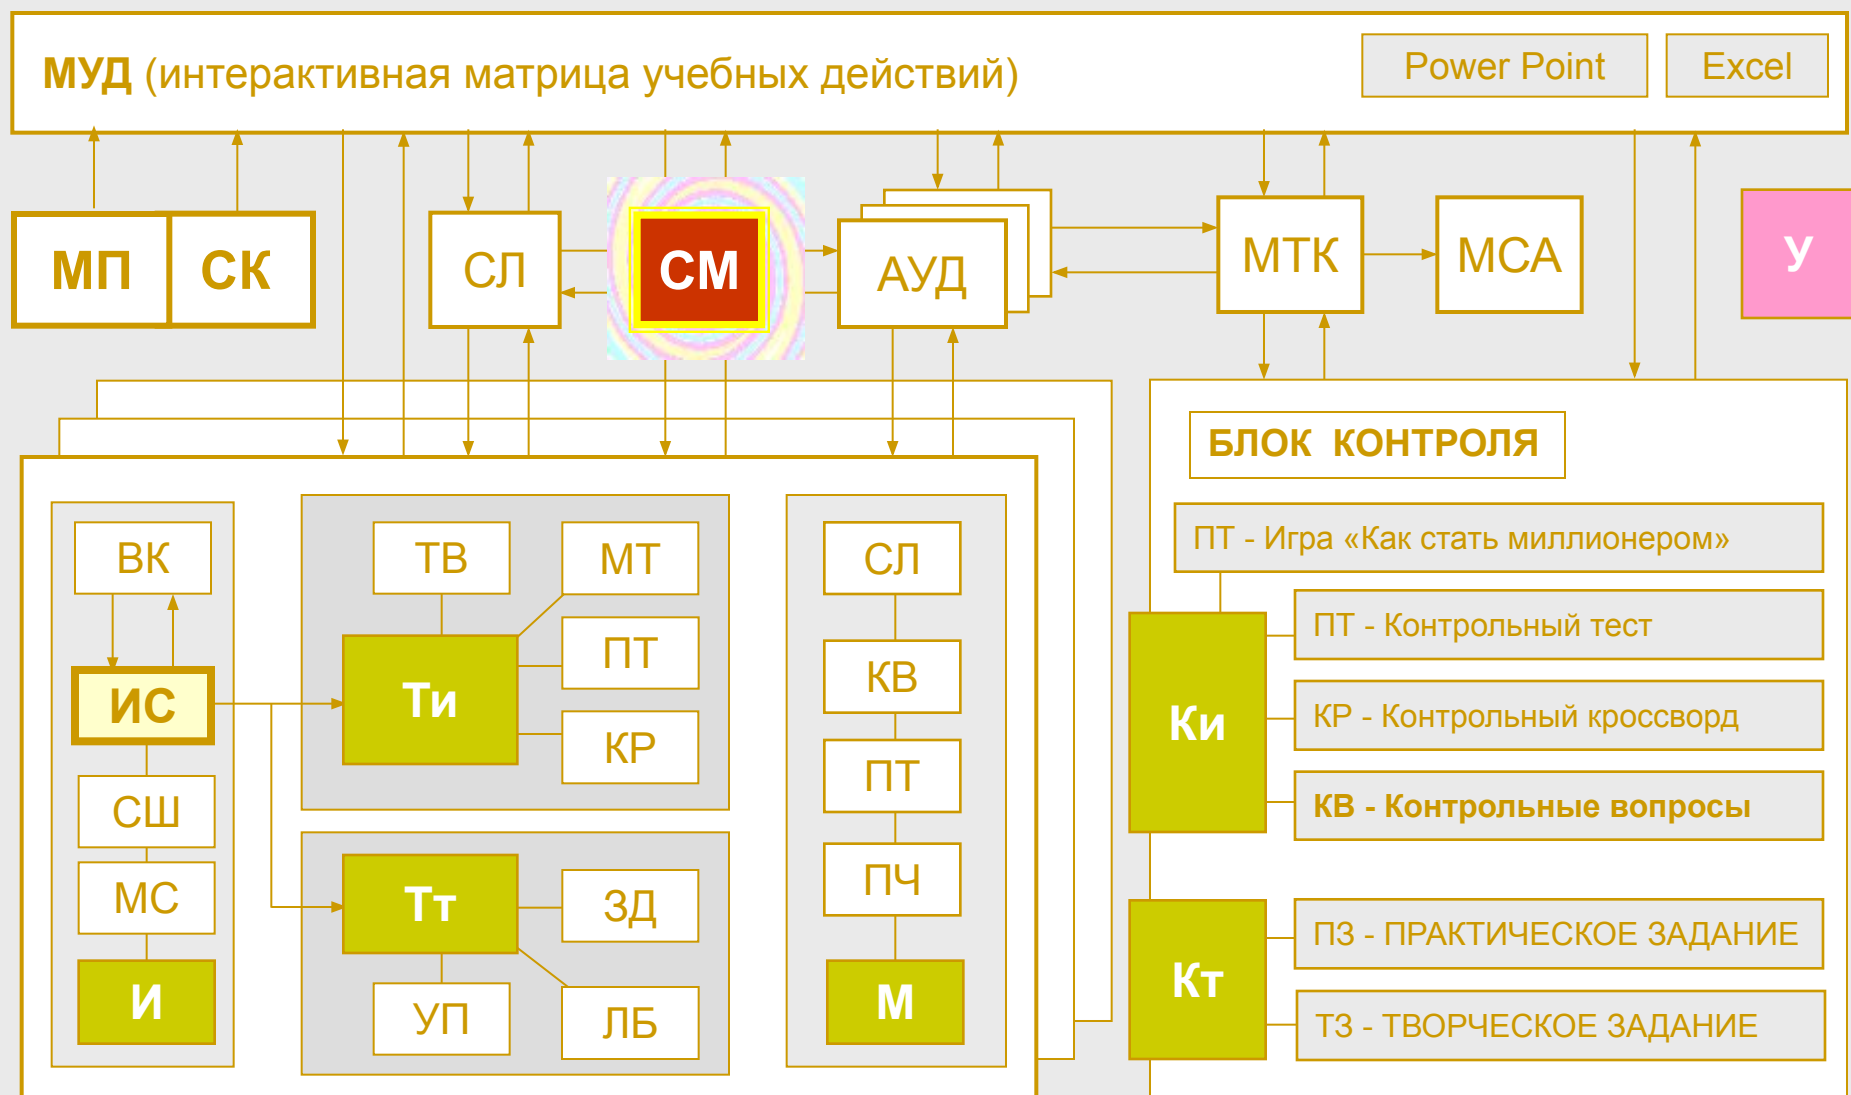 МУД (интерактивная матрица учебных действий)
Power Point
Excel
МП
СК
СЛ
СМ
АУД
МТК
МСА
У
ВК
ИС
СШ
МС
И
ТВ
МТ
ПТ
КР
Ти
Тт
ЗД
УП
ЛБ
СЛ
КВ
ПТ
ПЧ
М
БЛОК КОНТРОЛЯ
ПТ - Игра «Как стать миллионером»
Ки
ПТ - Контрольный тест
КР - Контрольный кроссворд
КВ - Контрольные вопросы
Кт
ПЗ - ПРАКТИЧЕСКОЕ ЗАДАНИЕ
ТЗ - ТВОРЧЕСКОЕ ЗАДАНИЕ